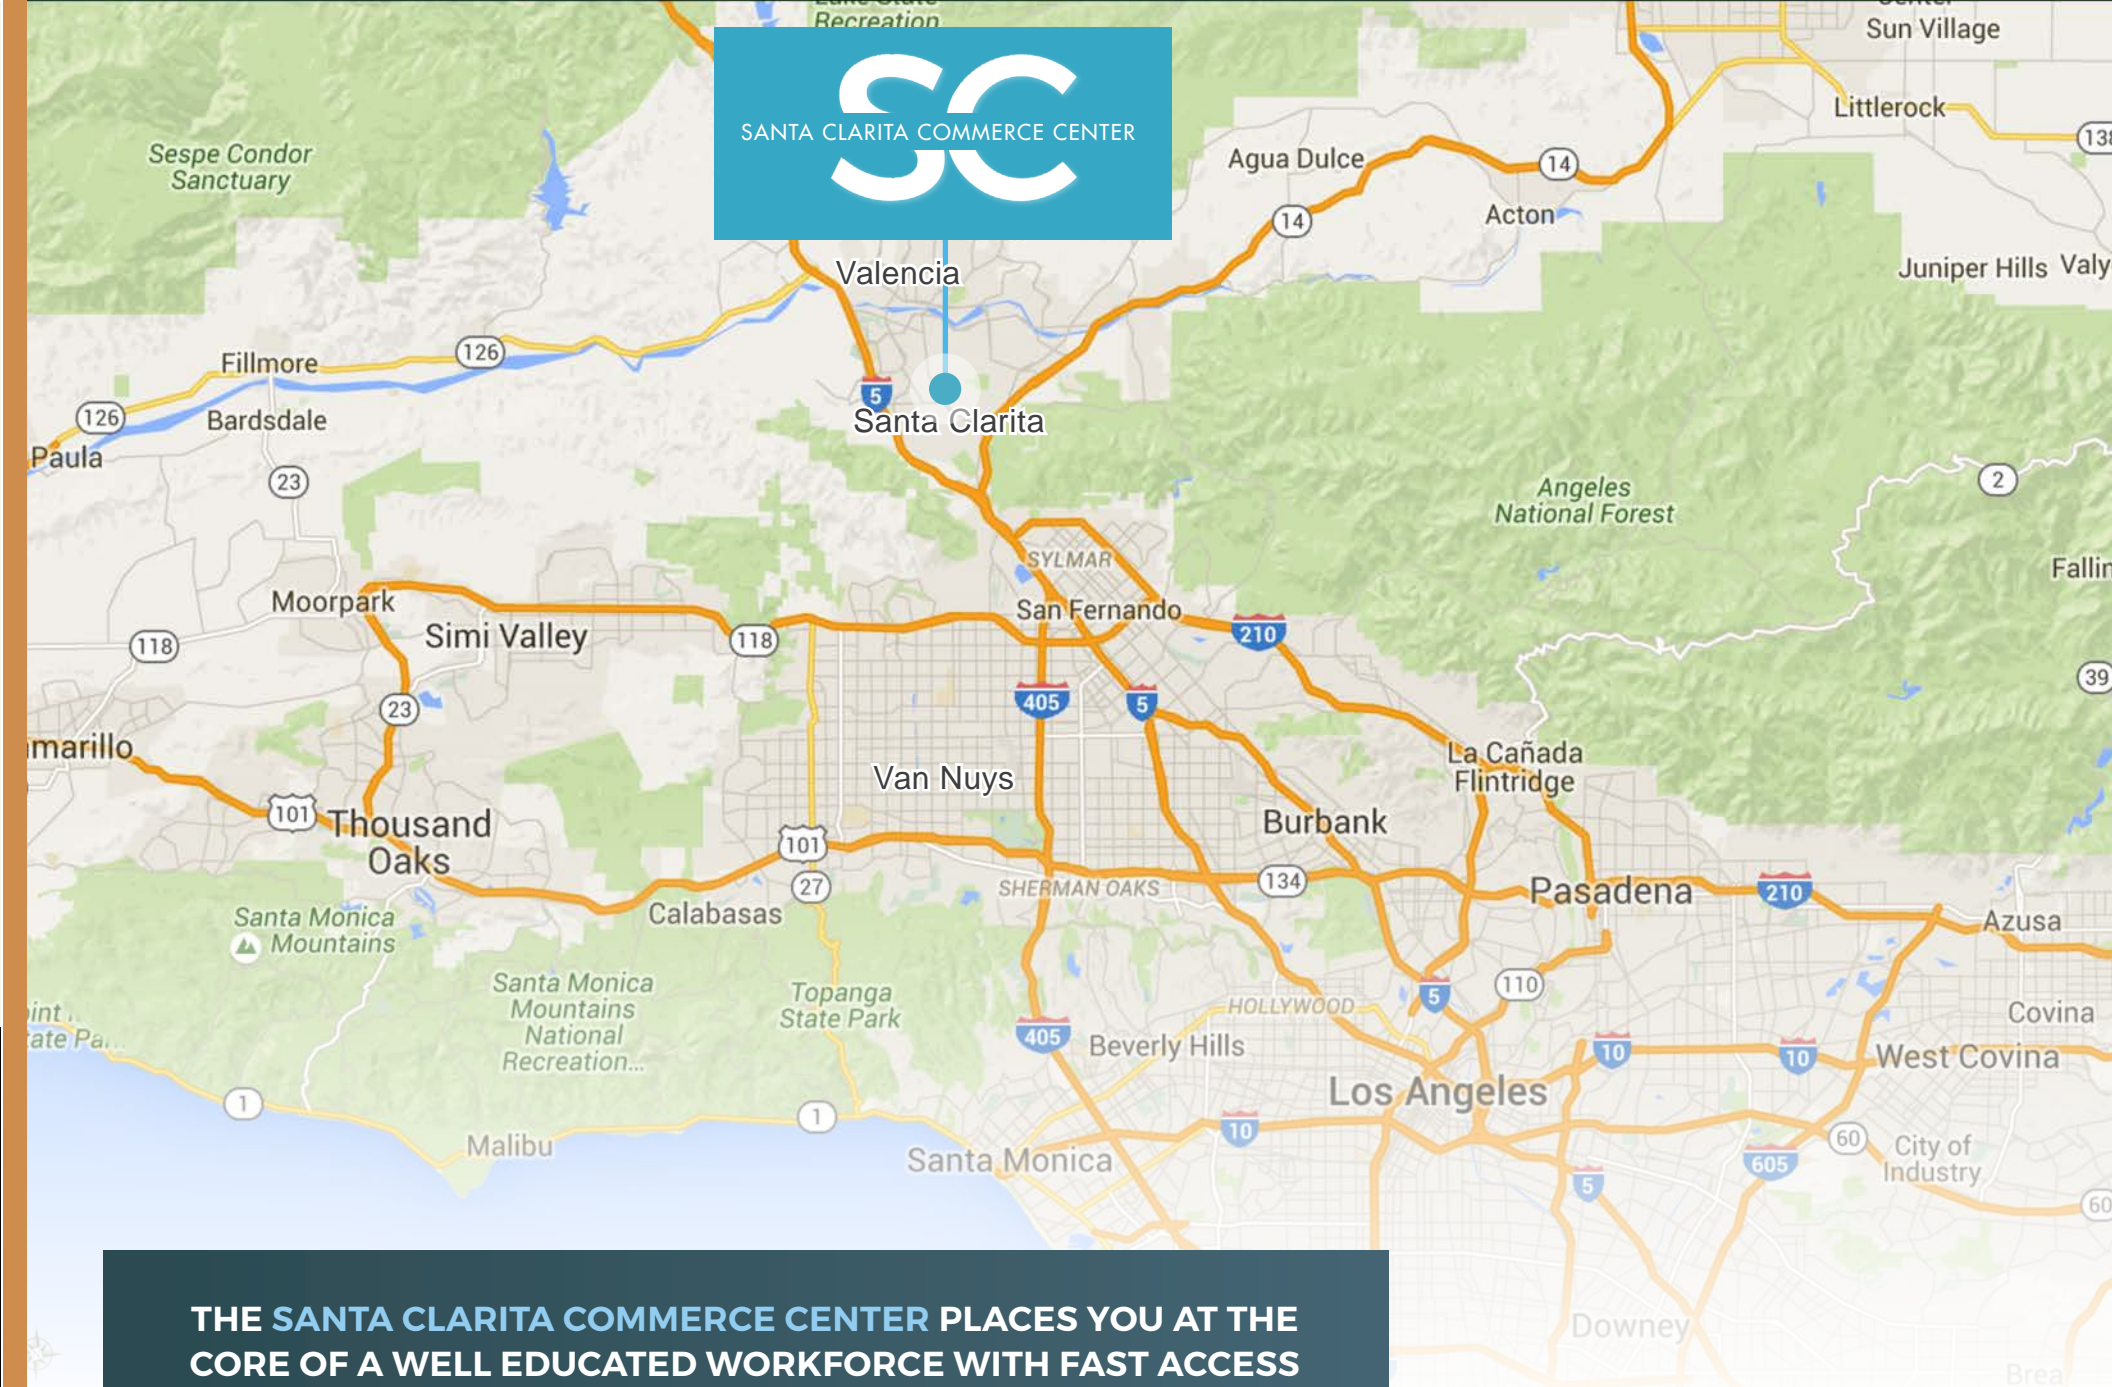 Recreation
Sun Village
SC
SANTA CLARITA COMMERCE CENTER
Littlerock
138
Sespe Condor
Sanctuary
Agua Dulce
14
14
Acton
Valencia
Juniper Hills
Fillmore
126
126
5
Bardsdale
Santa Clarita
Paula
23
2
Angeles
National Forest
SYLMAR
Moorpark
San Fernando
118
Simi Valley
118
210
39
405
5
23
marillo
La Cañada
Flintridge
Van Nuys
101
Thousand
Oaks
Burbank
101
27
SHERMAN OAKS
134
Pasadena
210
Santa Monica
Mountains
Calabasas
Azusa
Santa Monica
Mountains
National
Recreation...
Topanga
State Park
5
110
HOLLYWOOD
Covina
405
Beverly Hills
10
10
West Covina
1
1
Los Angeles
10
Malibu
Santa Monica
60
City of
Industry
605
5
60
THE SANTA CLARITA COMMERCE CENTER PLACES YOU AT THE
CORE OF A WELL EDUCATED WORKFORCE WITH FAST ACCESS
Downey
Brea